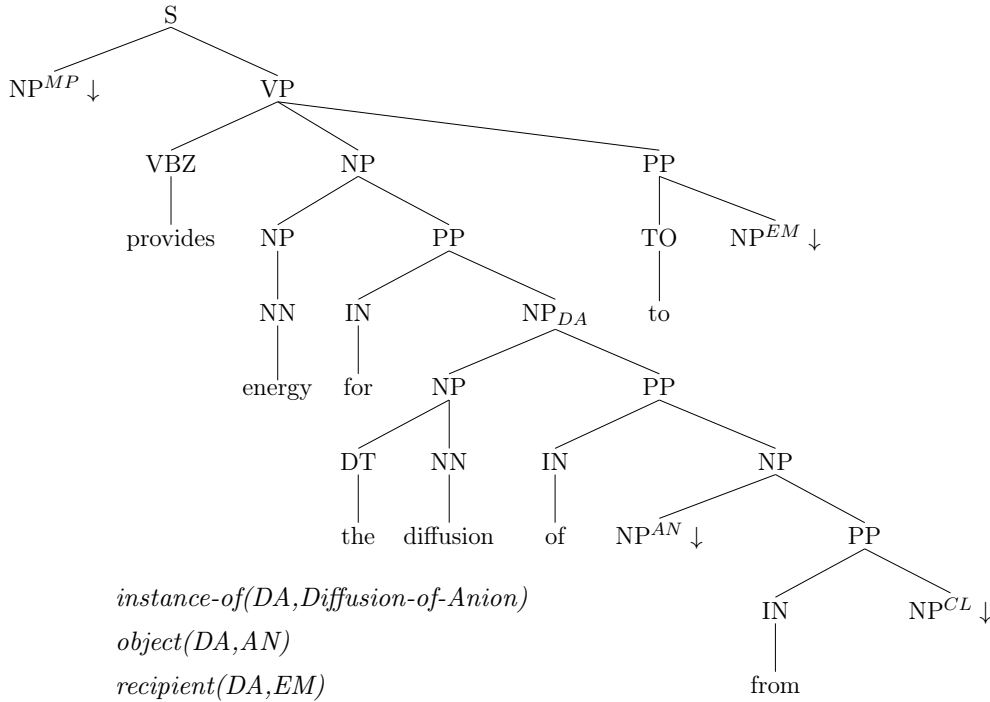 S
NP^{MP} ↓ VP
VBZ NP PP
provides NP PP TO NP^{EM} ↓
NN IN NP_{DA} to
energy for NP PP
DT NN IN NP
the diffusion of NP^{AN} ↓ PP
instance-of(DA,Diffusion-of-Anion) IN NP^{CL} ↓
object(DA,AN)
recipient(DA,EM) from